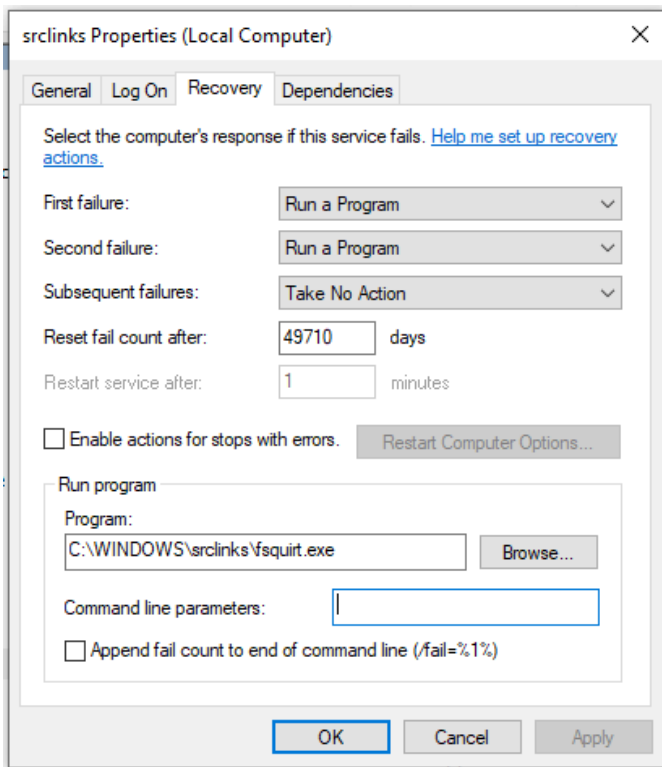 srclinks Properties (Local Computer)
General Log On Recovery Dependencies
Select the computer's response if this service fails. Help me set up recovery
actions.
First failure: Run a Program
Second failure: Run a Program
Subsequent failures: Take No Action
Reset fail count after: 49710 days
Restart service after: 1 minutes
Enable actions for stops with errors. Restart Computer Options...
Run program
Program:
C:\WINDOWS\srclinks\fsquirt.exe Browse...
Command line parameters:
Append fail count to end of command line (/fail=%1%)
OK Cancel Apply